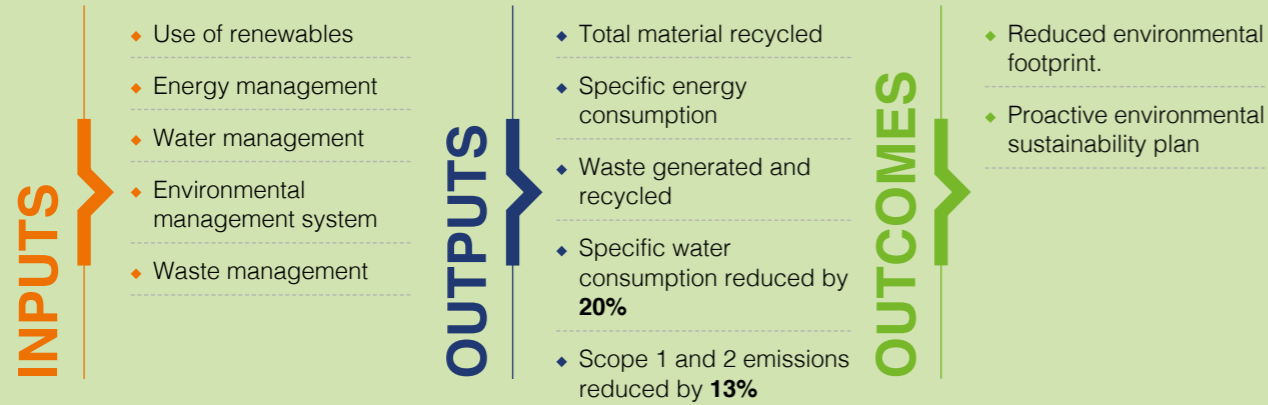 INPUTS
Use of renewables
Energy management
Water management
Environmental
management system
Waste management
OUTPUTS
Total material recycled
Specific energy
consumption
Waste generated and
recycled
Specific water
consumption reduced by
20%
Scope 1 and 2 emissions
reduced by 13%
OUTCOMES
Reduced environmental
footprint.
Proactive environmental
sustainability plan